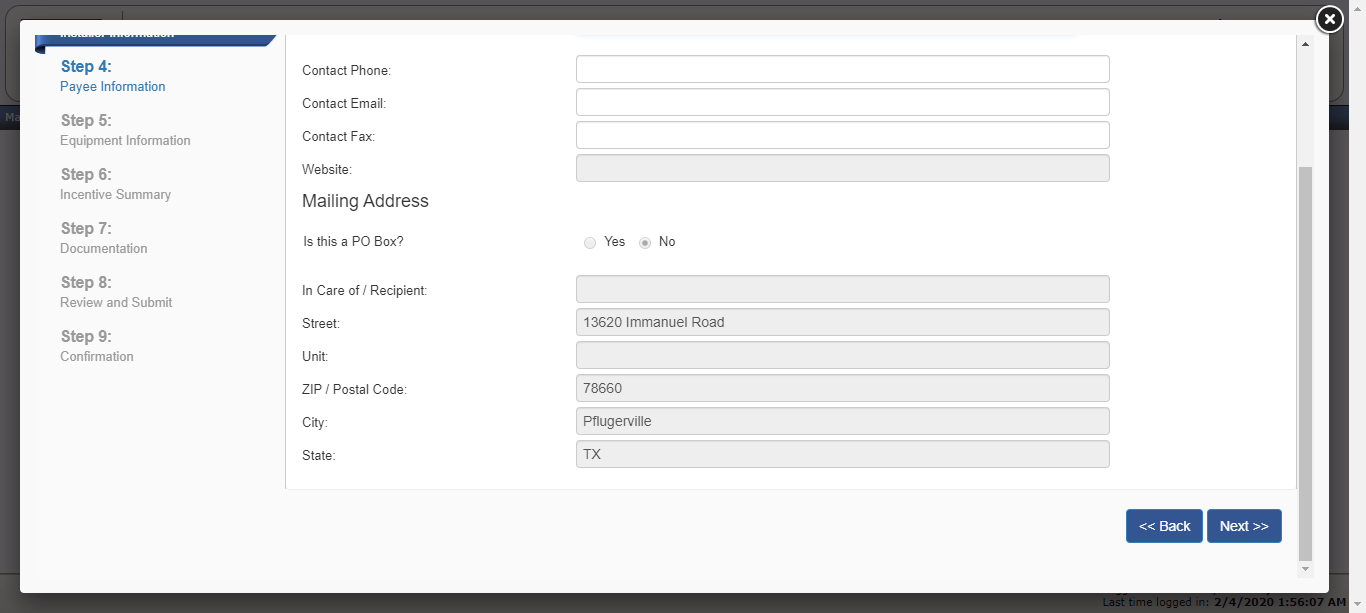 Installer Information
Step 4:
Payee Information
Step 5:
Equipment Information
Step 6:
Incentive Summary
Step 7:
Documentation
Step 8:
Review and Submit
Step 9:
Confirmation
Contact Phone:
Contact Email:
Contact Fax:
Website:
Mailing Address
Is this a PO Box? Yes No
In Care of / Recipient:
Street: 13620 Immanuel Road
Unit:
ZIP / Postal Code: 78660
City: Pflugerville
State: TX
<< Back Next >>
Ma
Last time logged in: 2/4/2020 1:56:07 AM